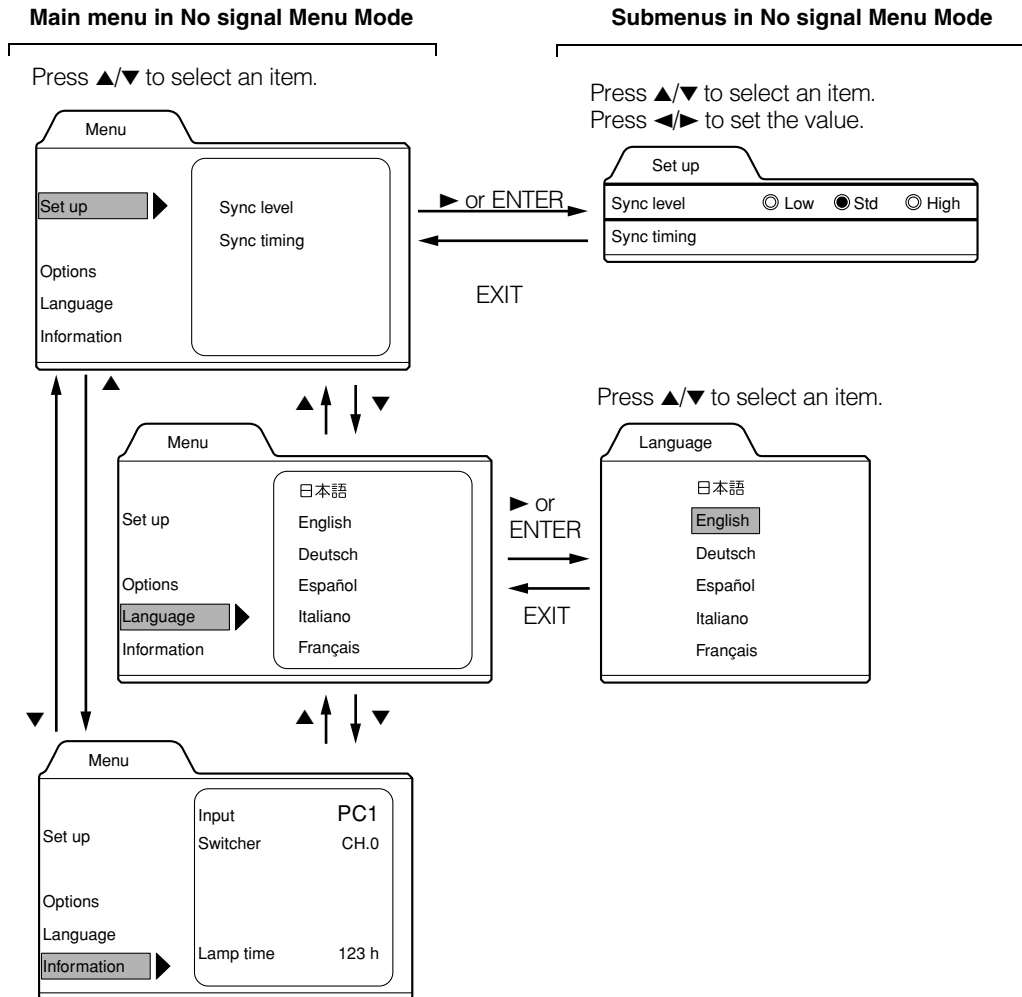 Main menu in No signal Menu Mode
Submenus in No signal Menu Mode
Press ▲/▼ to select an item.
Press ▲/▼ to select an item.
Press ◄/► to set the value.
Menu
Set up
Options
Language
Information
Sync level
Sync timing
► or ENTER
EXIT
Set up
Sync level Low Std High
Sync timing
▲
▲ ▼
Press ▲/▼ to select an item.
Menu
Set up
Options
Language
Information
日本語
English
Deutsch
Español
Italiano
Français
► or
ENTER
EXIT
Language
日本語
English
Deutsch
Español
Italiano
Français
▼
▲ ▼
Menu
Set up
Options
Language
Information
Input PC1
Switcher CH.0
Lamp time 123 h